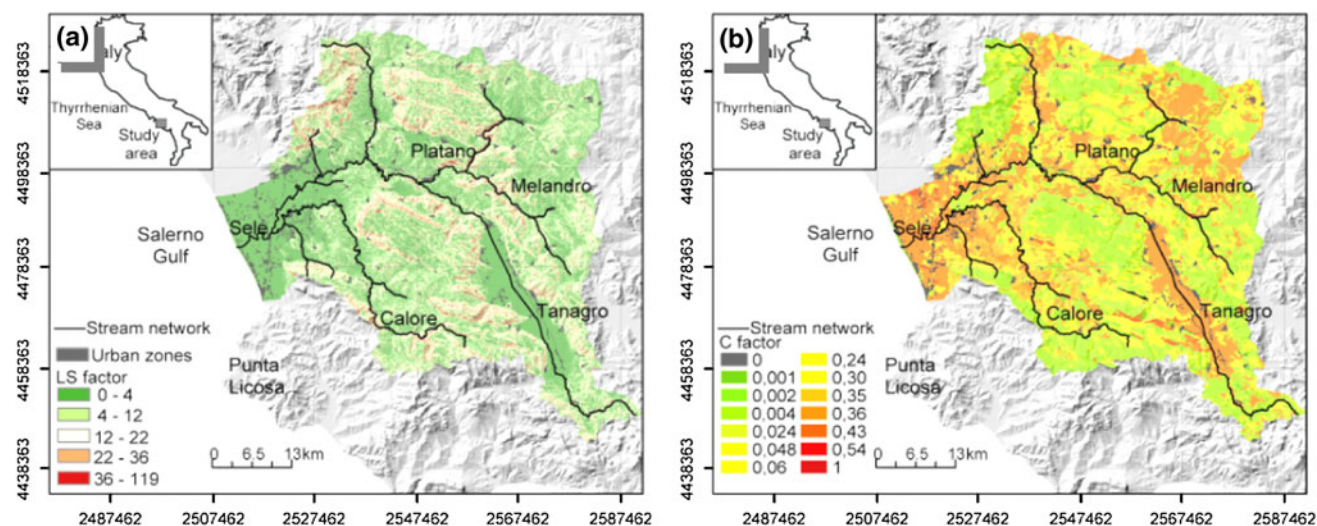 (a)
Italy
Thyrrhenian
Sea
Study
area
Platano
Melandro
Sele
Salerno
Gulf
Tanagro
Calore
Punta
Licosa
Stream network
Urban zones
LS factor
0 - 4
4 - 12
12 - 22
22 - 36
36 - 119
0 6.5 13km
4518363
4498363
4478363
4458363
4438363
2487462 2507462 2527462 2547462 2567462 2587462
(b)
Italy
Thyrrhenian
Sea
Study
area
Platano
Melandro
Sele
Salerno
Gulf
Tanagro
Calore
Punta
Licosa
Stream network
C factor
0
0.001
0.002
0.004
0.024
0.048
0.06
0,24
0,30
0,35
0,36
0,43
0,54
1
0 6.5 13km
4518363
4498363
4478363
4458363
4438363
2487462 2507462 2527462 2547462 2567462 2587462